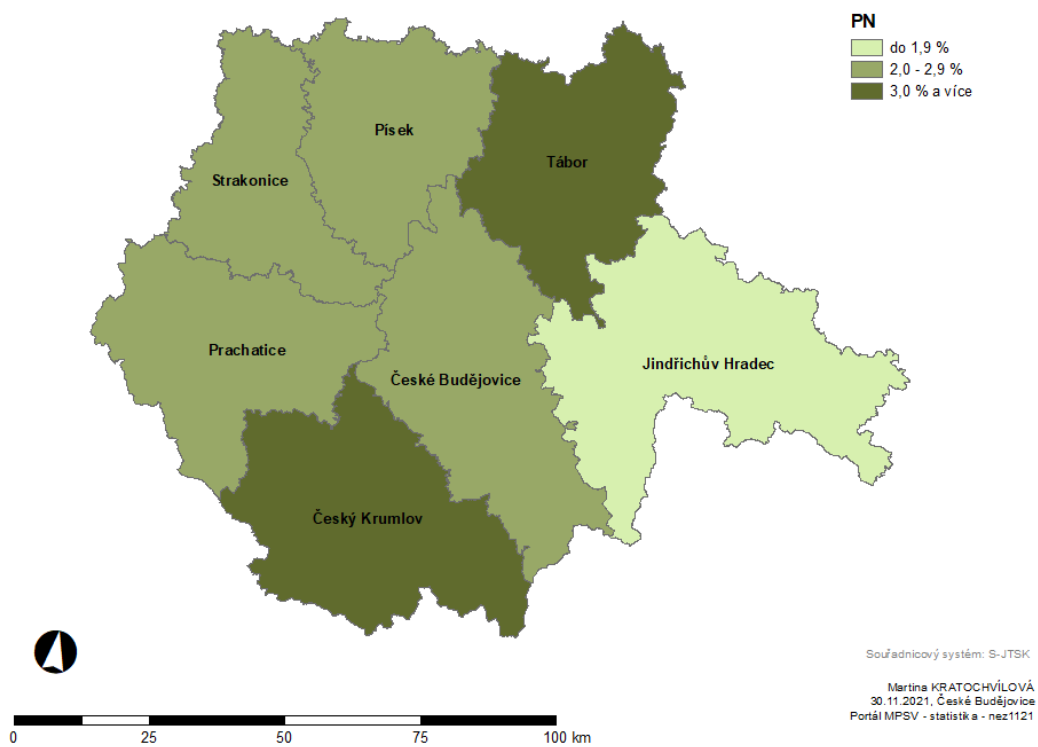 PN
do 1,9 %
2,0 - 2,9 %
3,0 % a více
Písek
Tábor
Strakonice
Prachatice
Jindřichův Hradec
České Budějovice
Český Krumlov
Souřadnicový systém: S-JTSK
Martina KRATOCHVÍLOVÁ
30.11.2021, České Budějovice
Portál MPSV - statistika - nez1121
0 25 50 75 100 km